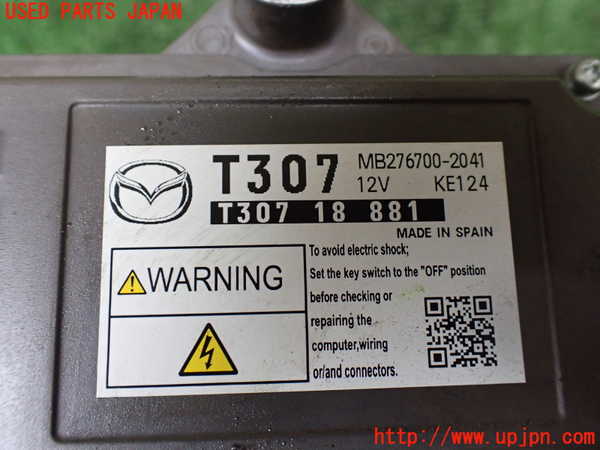 USED PARTS JAPAN
T307
MB276700-2041
12V KE124
T307 18 881
MADE IN SPAIN
WARNING
To avoid electric shock;
Set the key switch to the "OFF" position
before checking or
repairing the
computer,wiring
or/and connectors.
http://www.upjpn.com/